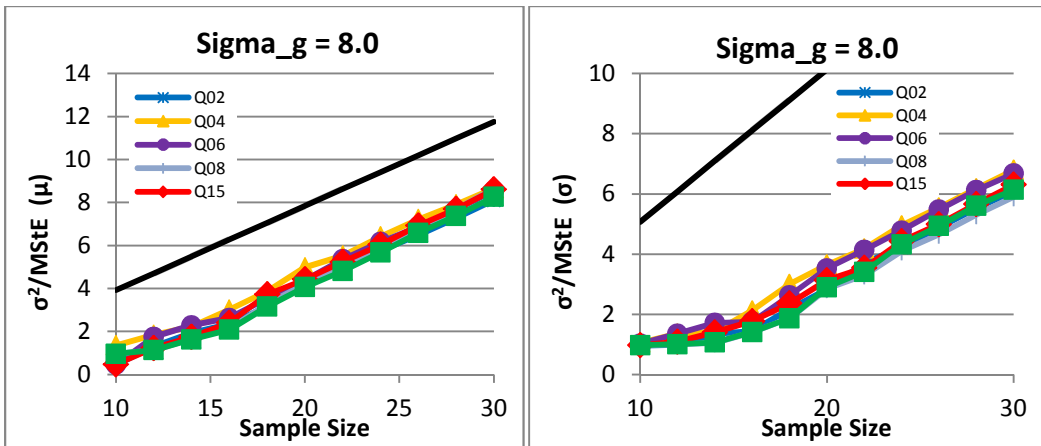 Sigma_g = 8.0
14
12
10
8
6
4
2
0
σ²/MStE (μ)
Q02
Q04
Q06
Q08
Q15
10 15 20 25 30
Sample Size
Sigma_g = 8.0
10
8
6
4
2
0
σ²/MStE (σ)
Q02
Q04
Q06
Q08
Q15
10 20 30
Sample Size